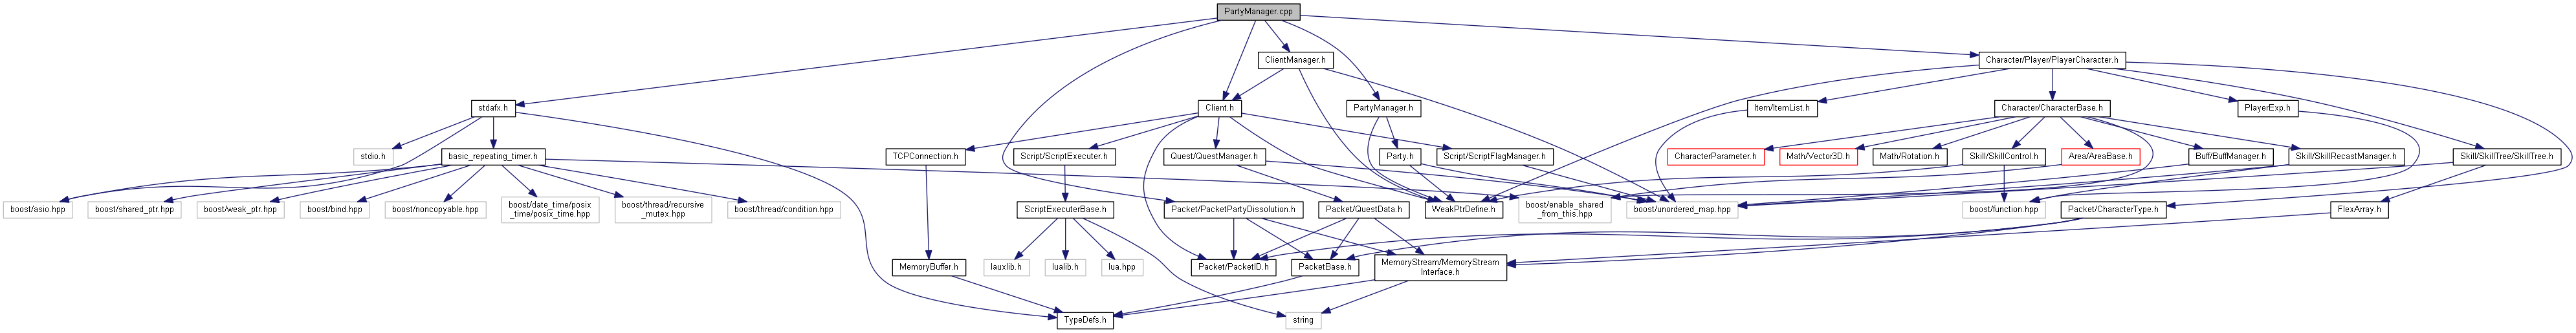 PartyManager.cpp
ClientManager.h
Character/Player/PlayerCharacter.h
stdafx.h
Client.h
PartyManager.h
Item/ItemList.h
Character/CharacterBase.h
PlayerExp.h
stdio.h
basic_repeating_timer.h
TCPConnection.h
Script/ScriptExecuter.h
Quest/QuestManager.h
Party.h
Script/ScriptFlagManager.h
CharacterParameter.h
Math/Vector3D.h
Math/Rotation.h
Skill/SkillControl.h
Area/AreaBase.h
Buff/BuffManager.h
Skill/SkillRecastManager.h
Skill/SkillTree/SkillTree.h
boost/asio.hpp
boost/shared_ptr.hpp
boost/weak_ptr.hpp
boost/bind.hpp
boost/noncopyable.hpp
boost/date_time/posix
_time/posix_time.hpp
boost/thread/recursive
_mutex.hpp
boost/thread/condition.hpp
ScriptExecuterBase.h
Packet/PacketPartyDissolution.h
Packet/QuestData.h
WeakPtrDefine.h
boost/enable_shared
_from_this.hpp
boost/unordered_map.hpp
boost/function.hpp
Packet/CharacterType.h
FlexArray.h
MemoryBuffer.h
lauxlib.h
lualib.h
lua.hpp
Packet/PacketID.h
PacketBase.h
MemoryStream/MemoryStream
Interface.h
TypeDefs.h
string